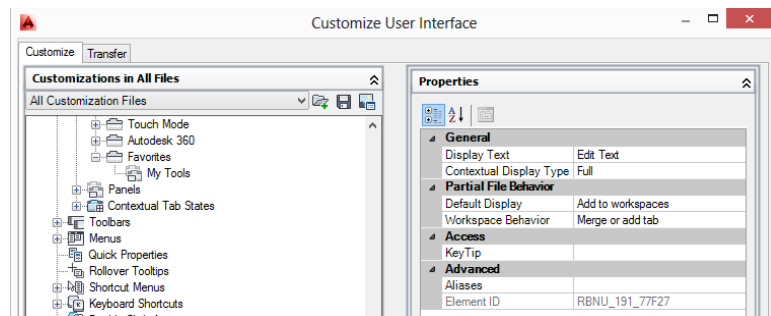 Customize User Interface
Customize
Transfer
Customizations in All Files
All Customization Files
Touch Mode
Autodesk 360
Favorites
My Tools
Panels
Contextual Tab States
Toolbars
Menus
Quick Properties
Rollover Tooltips
Shortcut Menus
Keyboard Shortcuts
Properties
General
Display Text Edit Text
Contextual Display Type Full
Partial File Behavior
Default Display Add to workspaces
Workspace Behavior Merge or add tab
Access
KeyTip
Advanced
Aliases
Element ID RBNU_191_77F27